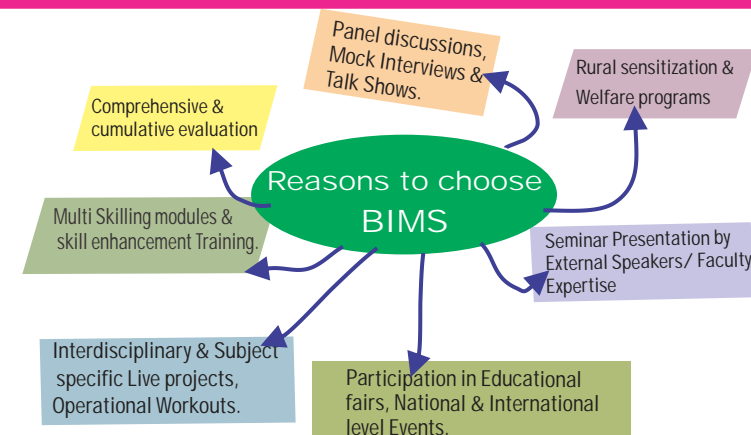 Panel discussions,
Mock Interviews &
Talk Shows.
Rural sensitization &
Welfare programs
Comprehensive &
cumulative evaluation
Reasons to choose
BIMS
Multi Skilling modules &
skill enhancement Training.
Seminar Presentation by
External Speakers/ Faculty
Expertise
Interdisciplinary & Subject
specific Live projects,
Operational Workouts.
Participation in Educational
fairs, National & International
level Events.